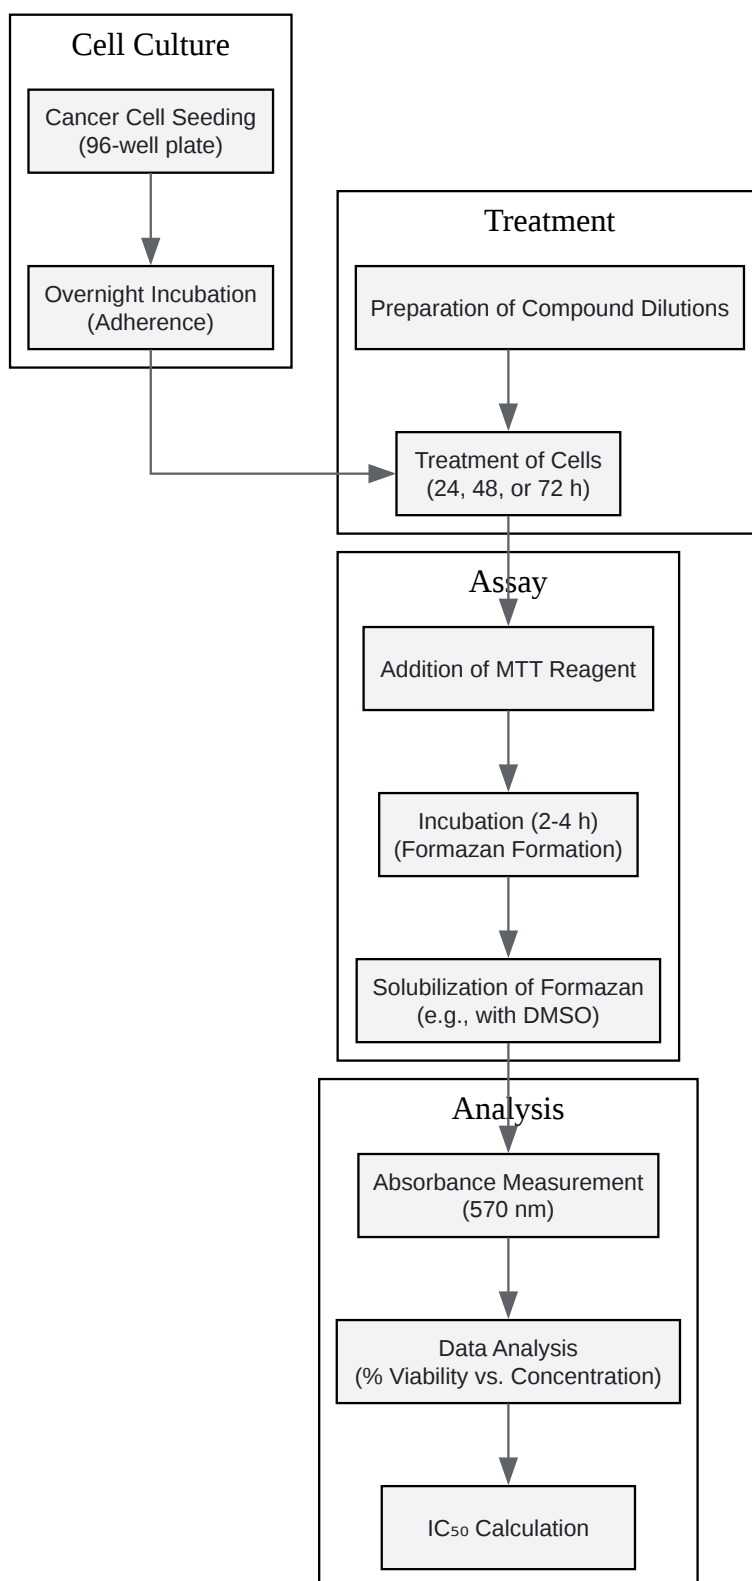 Cell Culture
Cancer Cell Seeding
(96-well plate)
Overnight Incubation
(Adherence)
Treatment
Preparation of Compound Dilutions
Treatment of Cells
(24, 48, or 72 h)
Assay
Addition of MTT Reagent
Incubation (2-4 h)
(Formazan Formation)
Solubilization of Formazan
(e.g., with DMSO)
Analysis
Absorbance Measurement
(570 nm)
Data Analysis
(% Viability vs. Concentration)
IC₅₀ Calculation